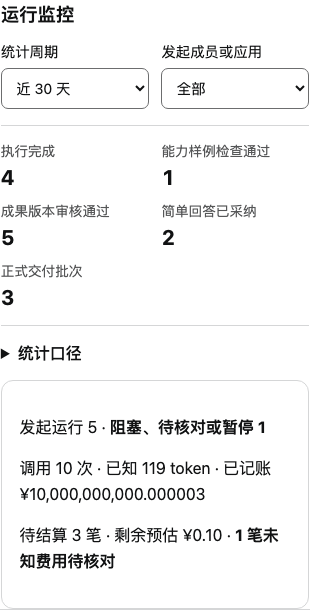 运行监控
统计周期 发起成员或应用
近 30 天 全部
执行完成 能力样例检查通过
4 1
成果版本审核通过 简单回答已采纳
5 2
正式交付批次
3
▶ 统计口径
发起运行 5 · 阻塞、待核对或暂停 1
调用 10 次 · 已知 119 token · 已记账
¥10,000,000,000.000003
待结算 3 笔 · 剩余预估 ¥0.10 · 1 笔未
知费用待核对